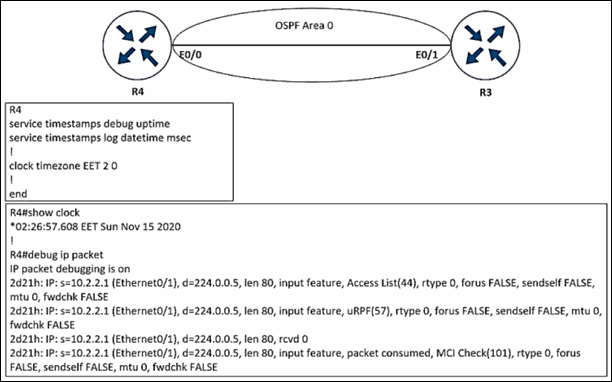 OSPF Area 0
E0/0
E0/1
R4
R3
R4
service timestamps debug uptime
service timestamps log datetime msec
!
clock timezone EET 2 0
!
end
R4#show clock
*02:26:57.608 EET Sun Nov 15 2020
!
R4#debug ip packet
IP packet debugging is on
2d21h: IP: s=10.2.2.1 (Ethernet0/1), d=224.0.0.5, len 80, input feature, Access List(44), rtype 0, forus FALSE, sendself FALSE,
mtu 0, fwdchk FALSE
2d21h: IP: s=10.2.2.1 (Ethernet0/1), d=224.0.0.5, len 80, input feature, uRPF(57), rtype 0, forus FALSE, sendself FALSE, mtu 0,
fwdchk FALSE
2d21h: IP: s=10.2.2.1 (Ethernet0/1), d=224.0.0.5, len 80, rcvd 0
2d21h: IP: s=10.2.2.1 (Ethernet0/1), d=224.0.0.5, len 80, input feature, packet consumed, MCI Check(101), rtype 0, forus
FALSE, sendself FALSE, mtu 0, fwdchk FALSE